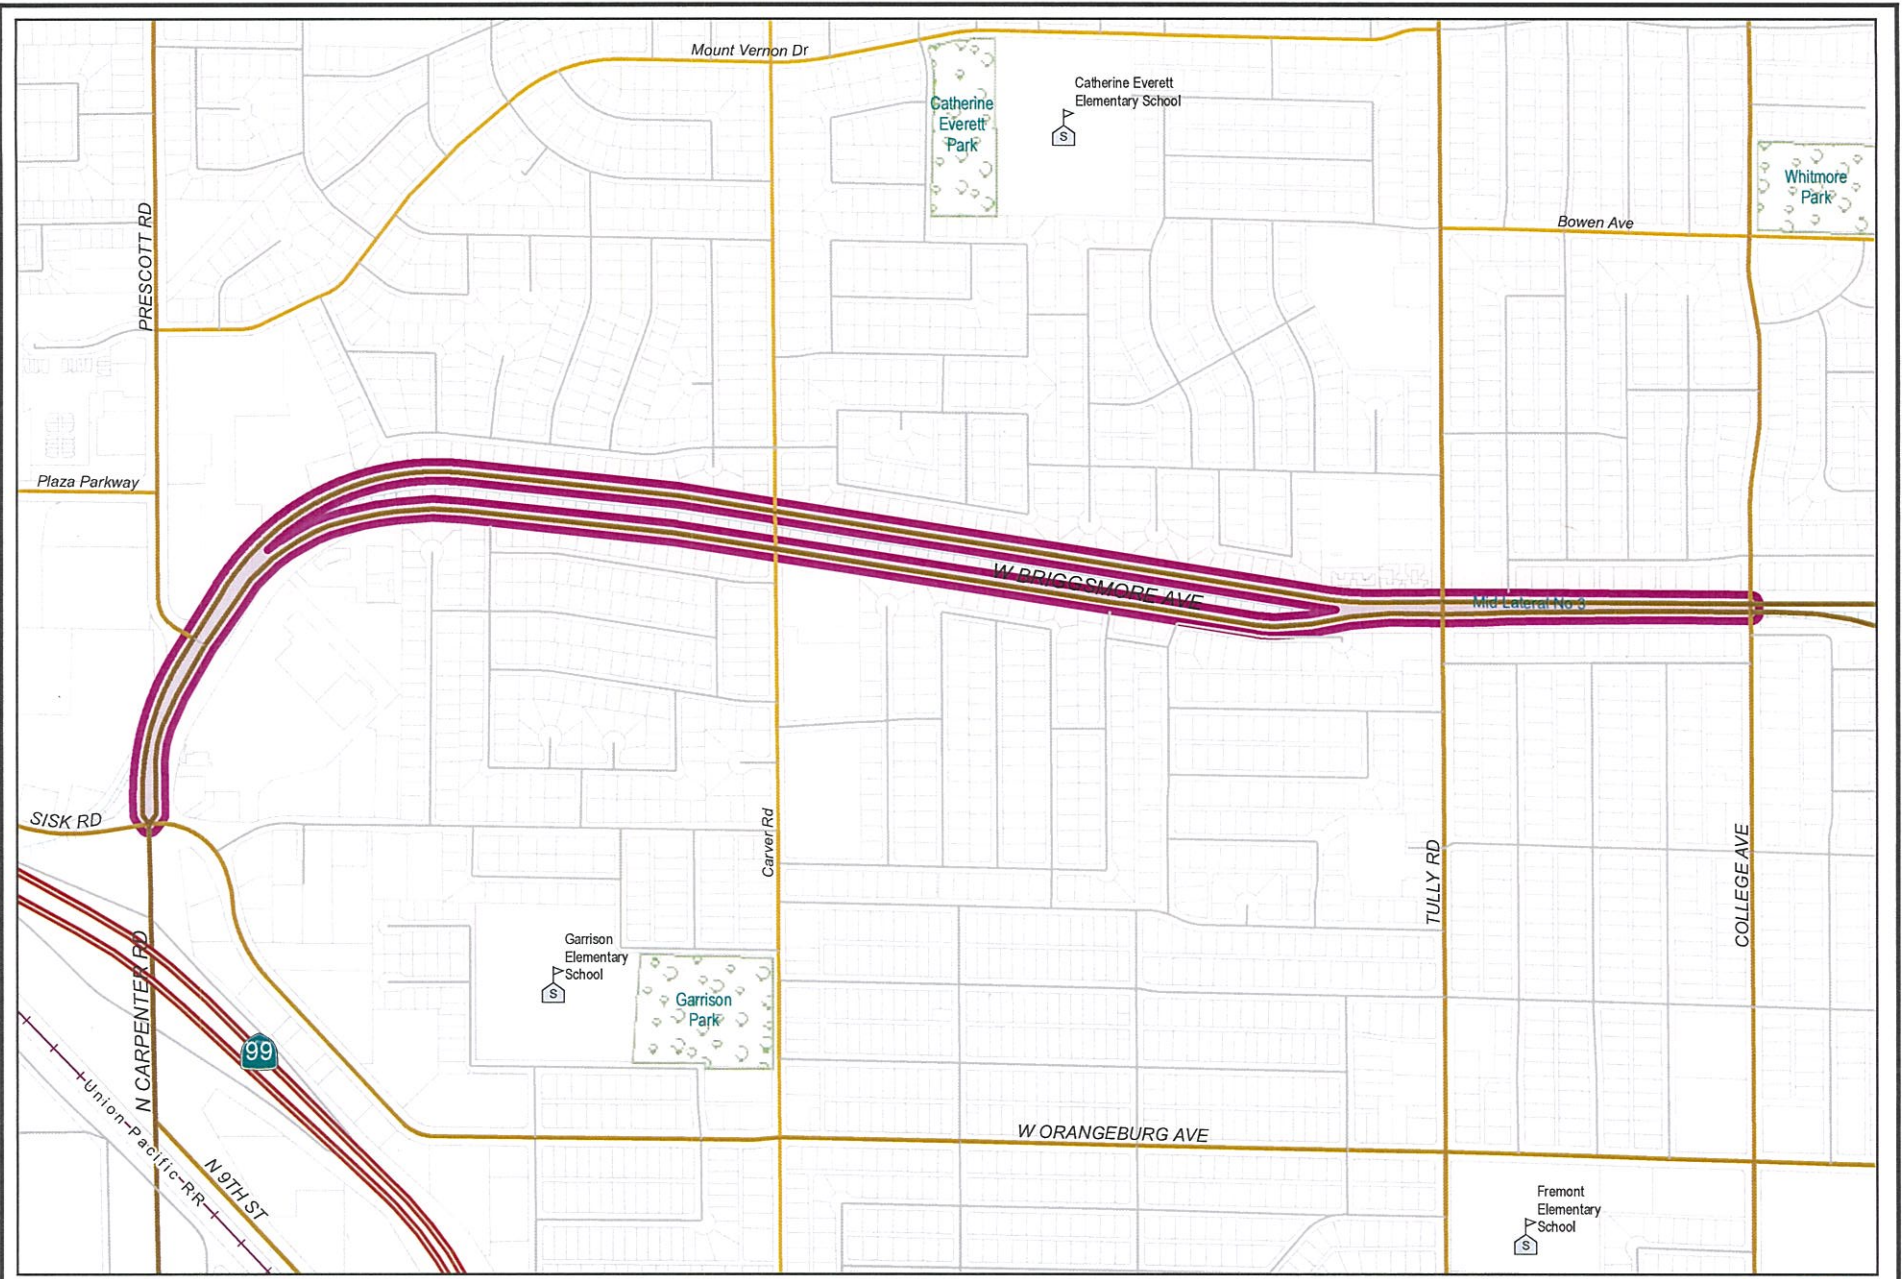 Mount Vernon Dr
Catherine Everett
Elementary School
S
Catherine
Everett
Park
Whitmore
Park
Bowen Ave
PRESCOTT RD
Plaza Parkway
W BRIGGSMORE AVE
Mid Lateral No 3
SISK RD
Carver Rd
TULLY RD
COLLEGE AVE
N CARPENTER RD
Garrison
Elementary
School
S
Garrison
Park
99
Union Pacific RR
N 9TH ST
W ORANGEBURG AVE
Fremont
Elementary
School
S